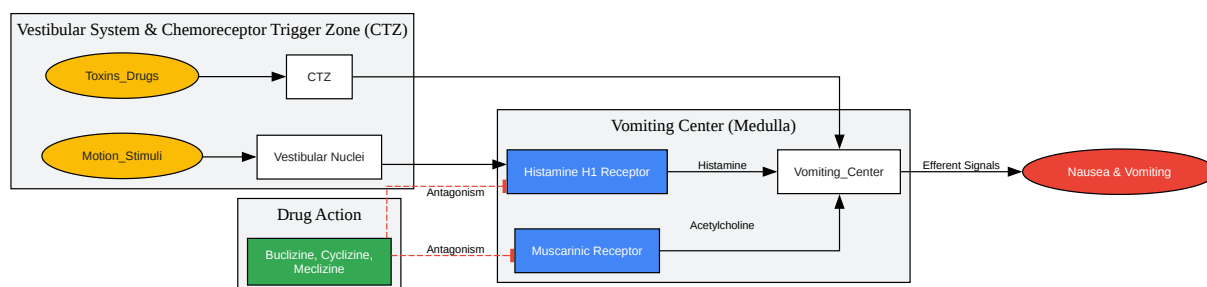 Vestibular System & Chemoreceptor Trigger Zone (CTZ)
Toxins_Drugs
CTZ
Motion_Stimuli
Vestibular Nuclei
Vomiting Center (Medulla)
Histamine H1 Receptor
Histamine
Vomiting_Center
Efferent Signals
Nausea & Vomiting
Antagonism
Drug Action
Buclizine, Cyclizine,
Meclizine
Antagonism
Muscarinic Receptor
Acetylcholine